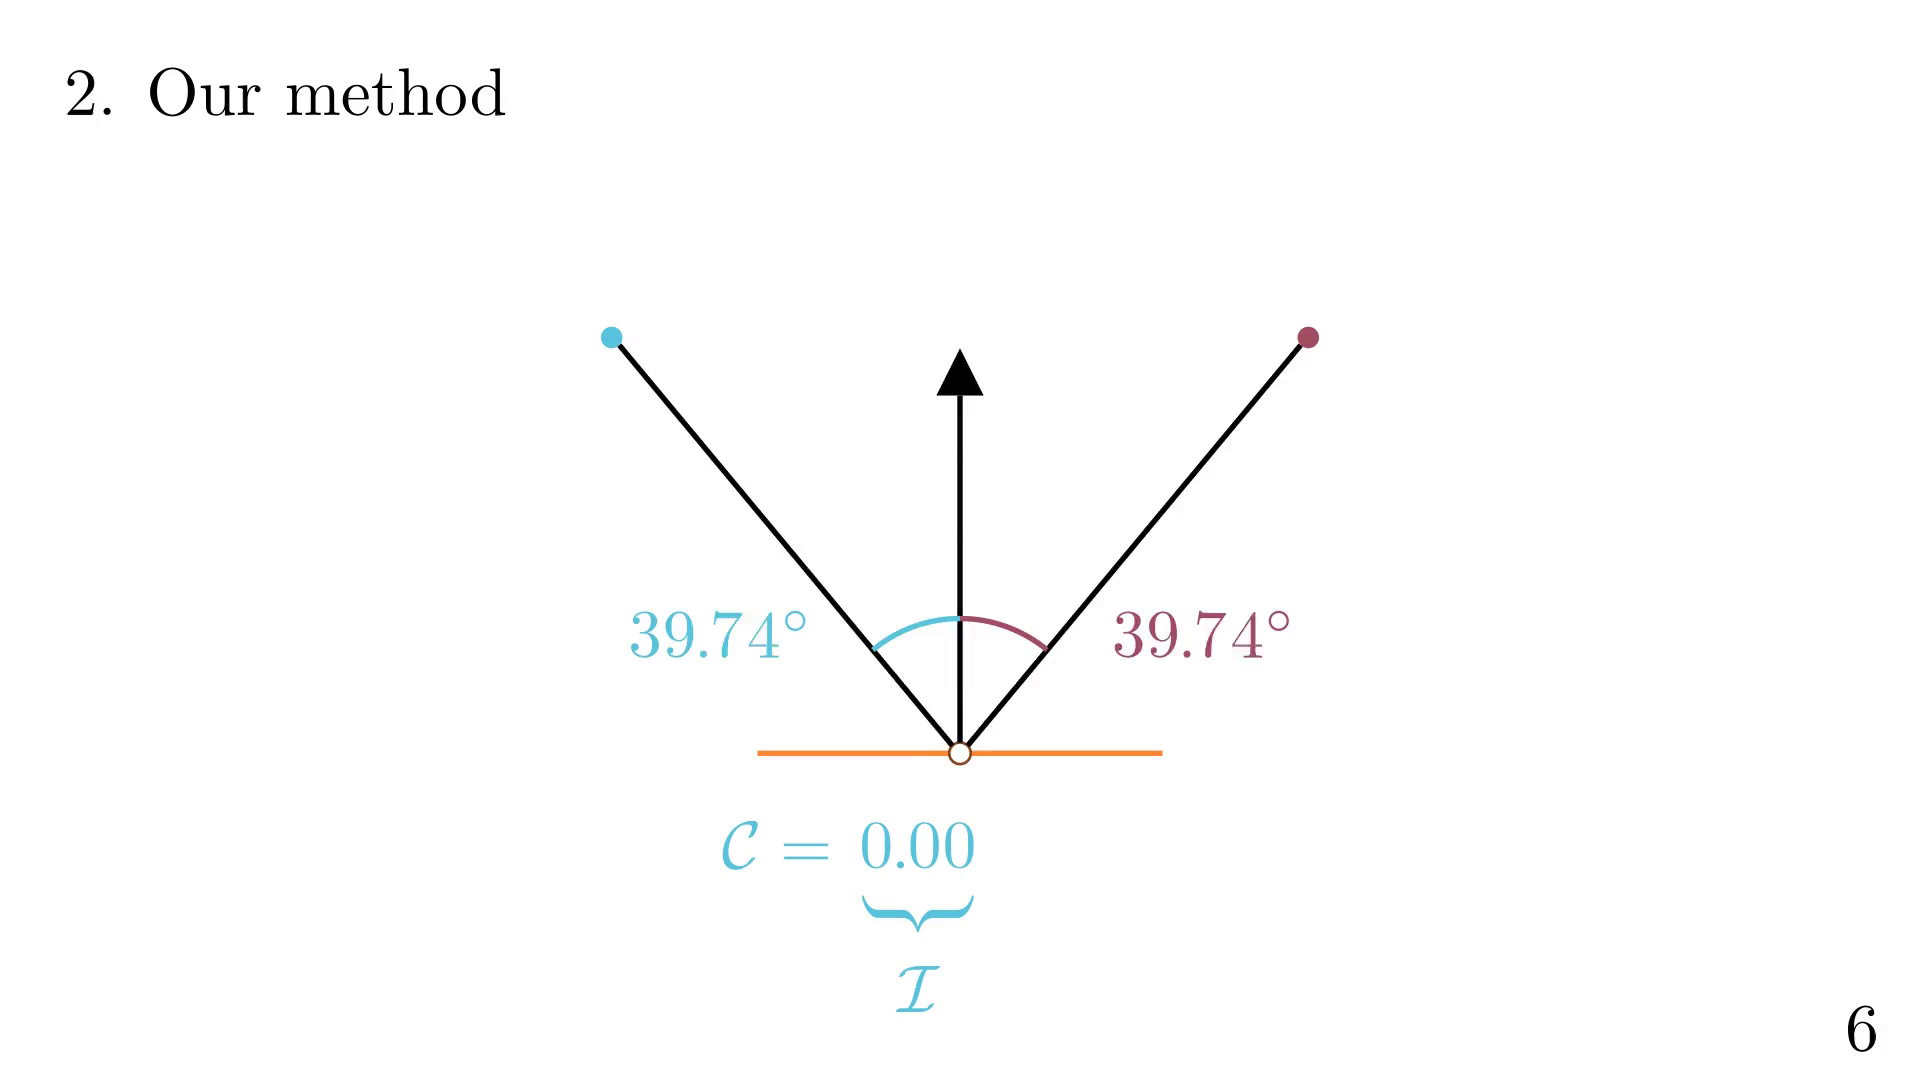 2. Our method
39.74° 39.74°
𝒞 = 0.00
ℐ
6